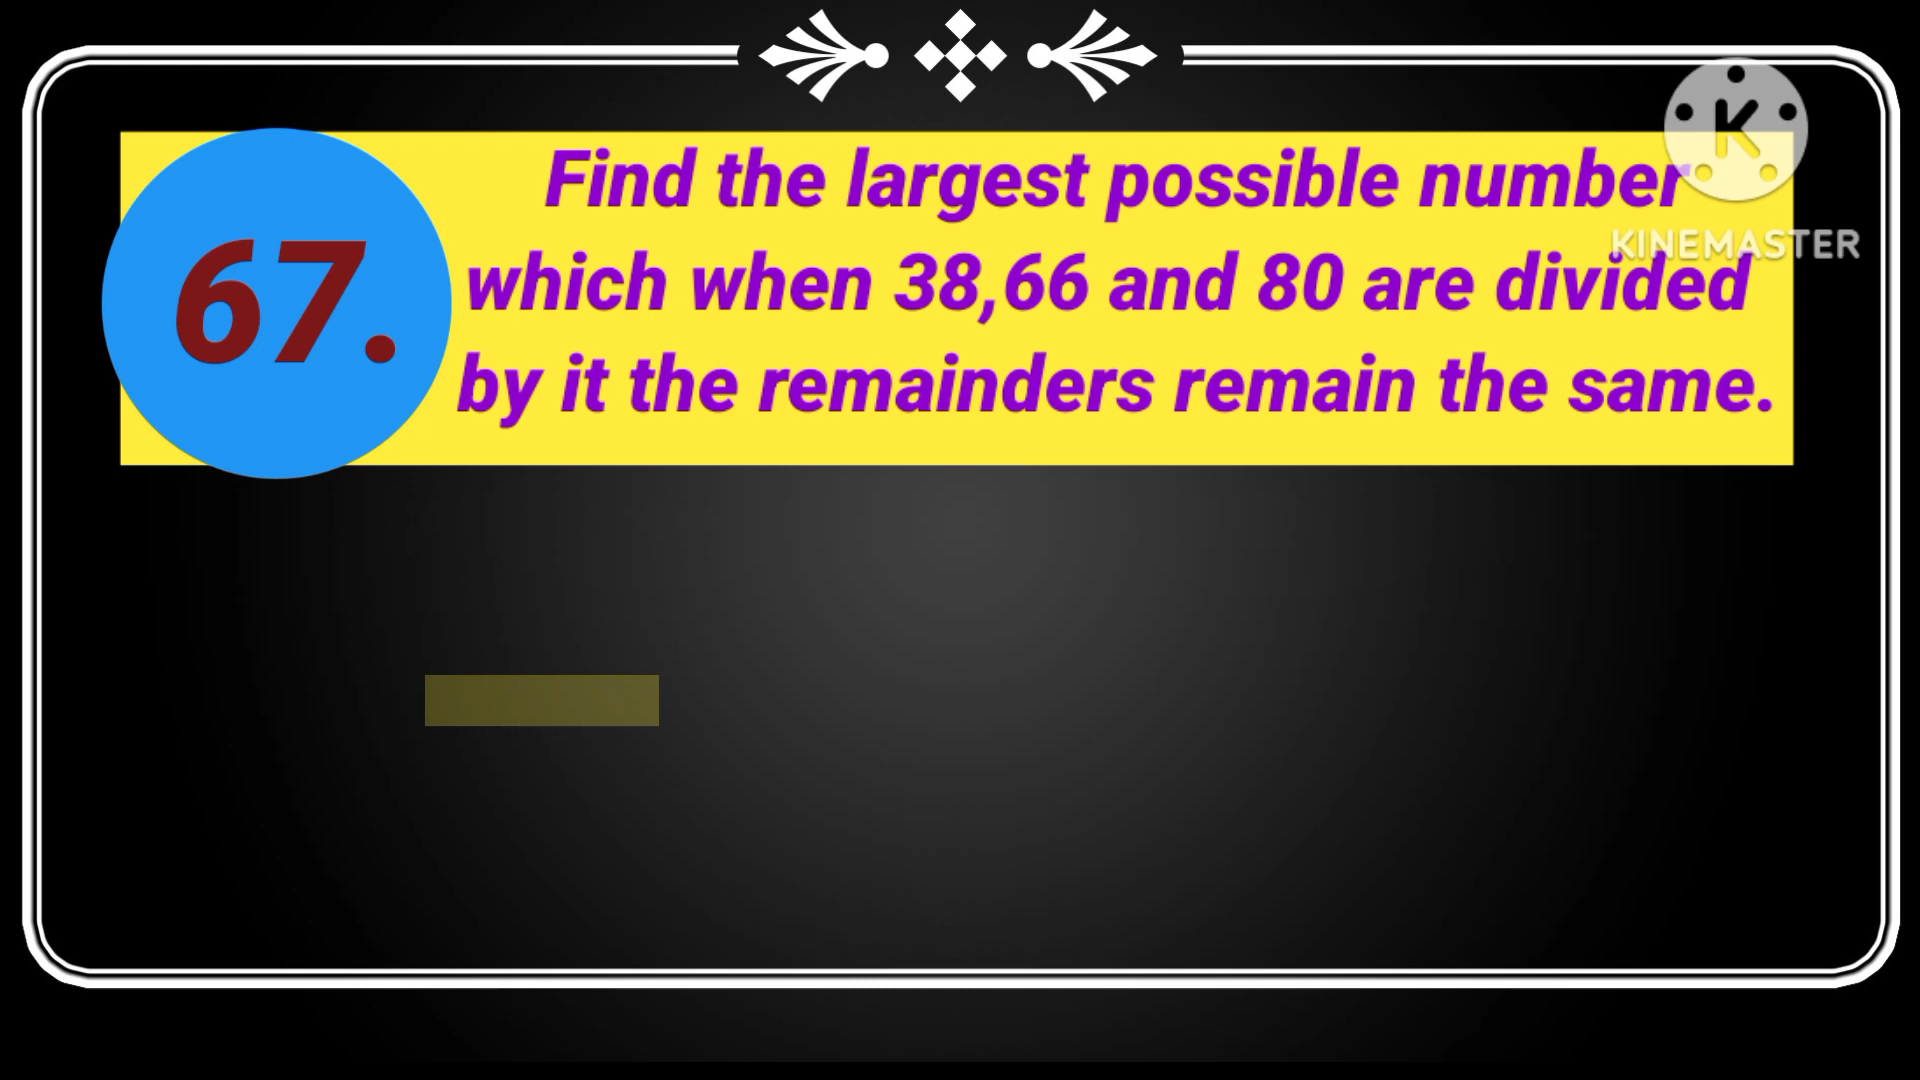 67.
Find the largest possible number
which when 38,66 and 80 are divided
by it the remainders remain the same.
K
KINEMASTER